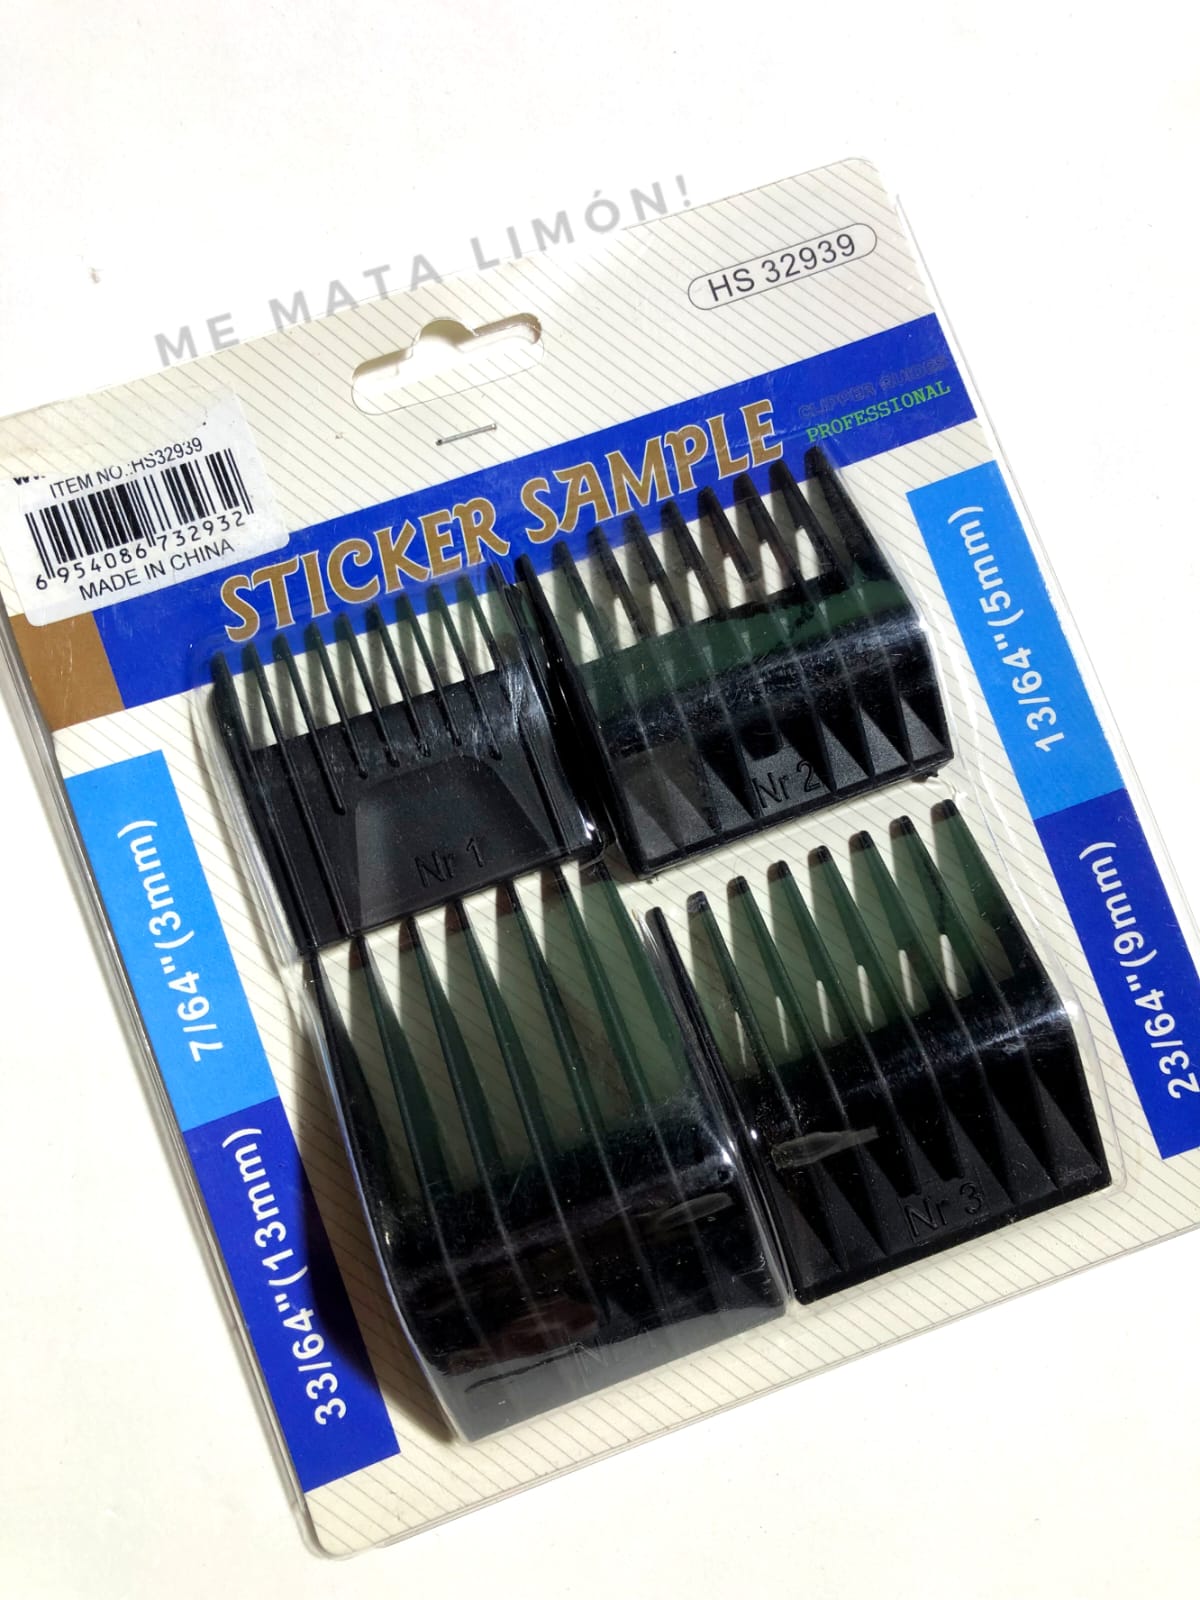 ME MATA LIMÓN!
HS 32939
CLIPPER GUIDES
PROFESSIONAL
ITEM NO.:HS32939
6 954086 732932
MADE IN CHINA
STICKER SAMPLE
7/64"(3mm)
13/64"(5mm)
Nr 1
Nr 2
33/64"(13mm)
23/64"(9mm)
Nr 3
Nr